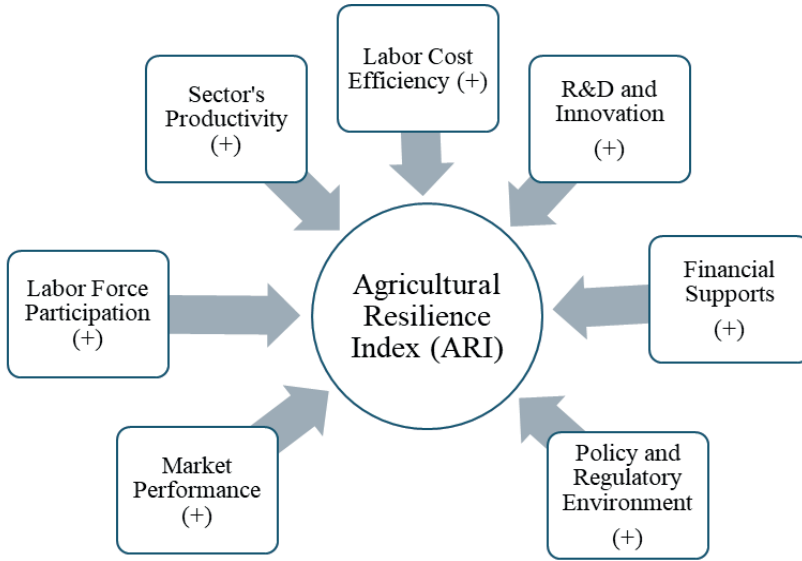 Labor Cost
Efficiency (+)
Sector's
Productivity
(+)
R&D and
Innovation
(+)
Labor Force
Participation
(+)
Agricultural
Resilience
Index (ARI)
Financial
Supports
(+)
Market
Performance
(+)
Policy and
Regulatory
Environment
(+)